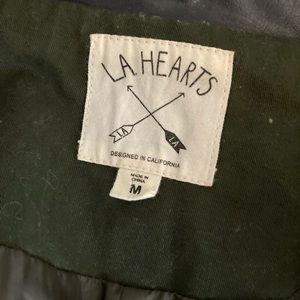 L.A. HEARTS
LA
LA
DESIGNED IN CALIFORNIA
MADE IN
CHINA
M